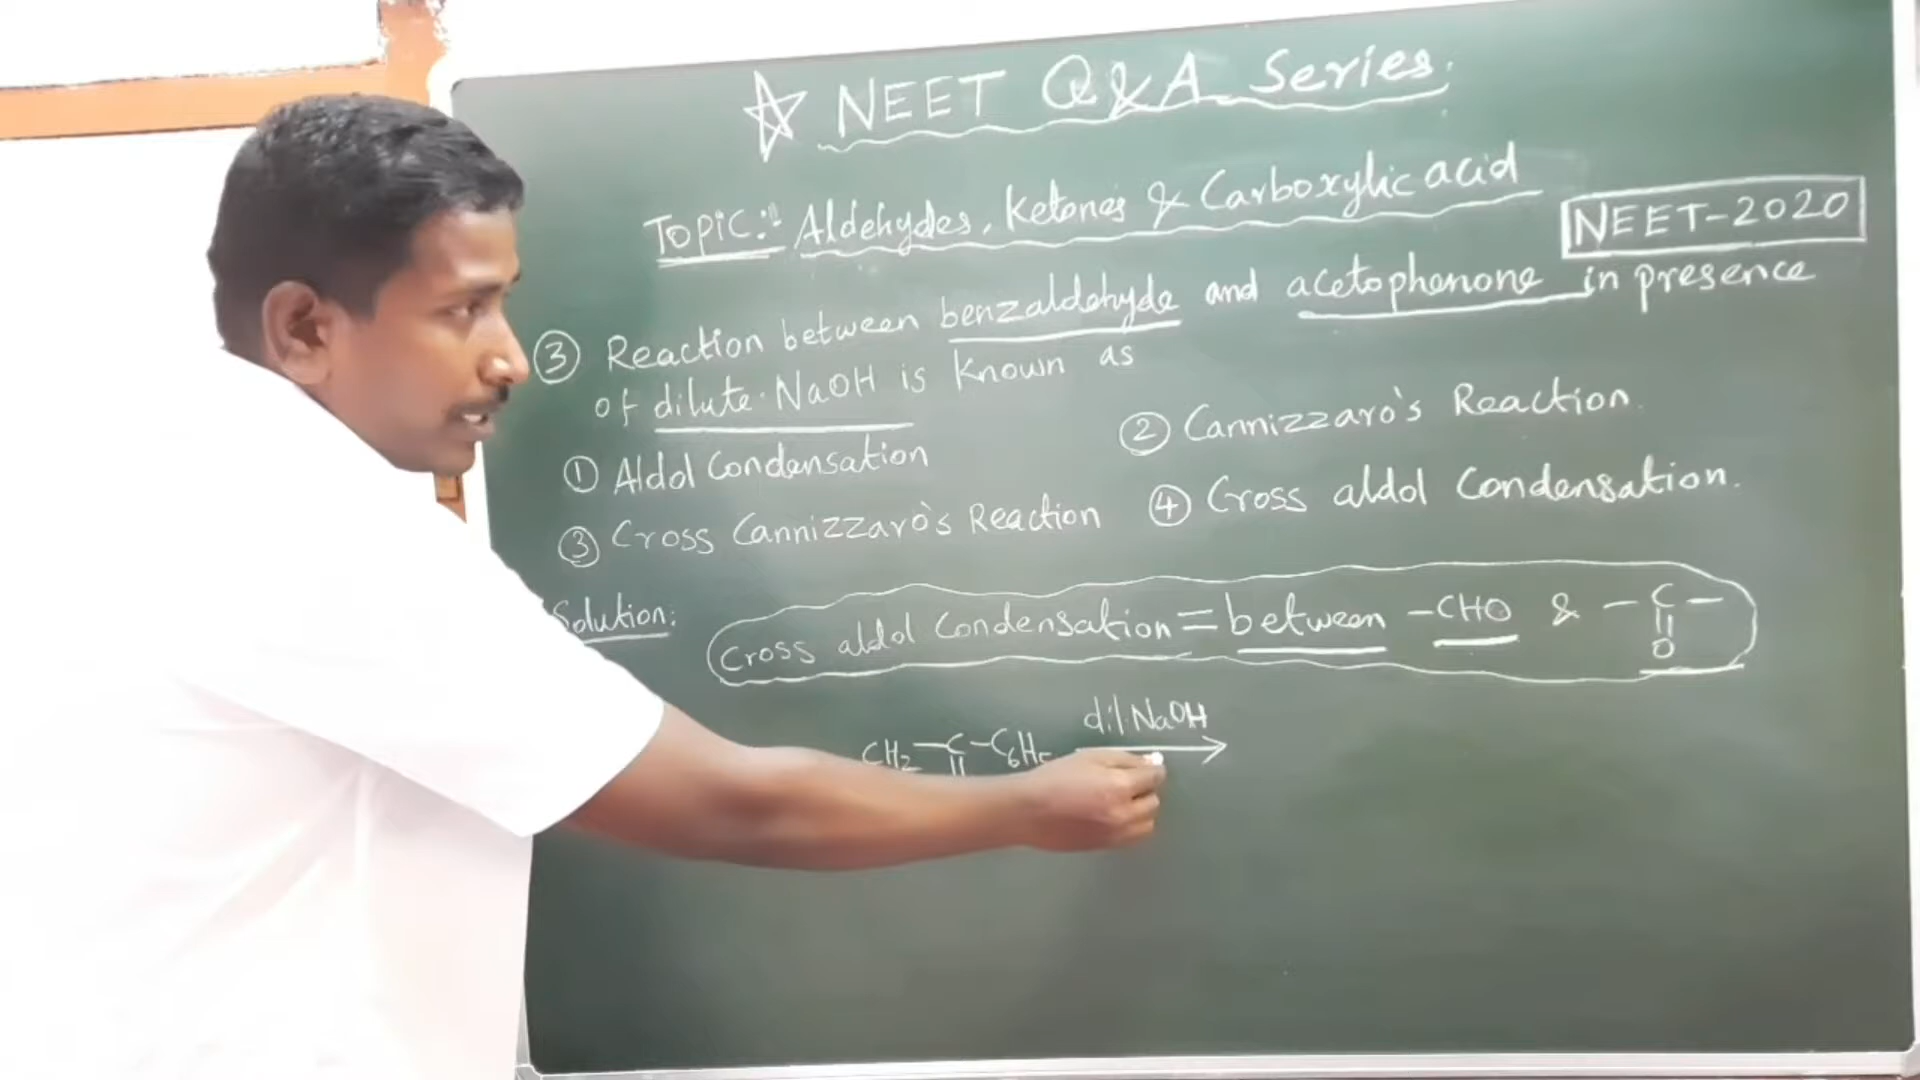 ☆ NEET Q&A Series.
TOPIC:- Aldehydes, Ketones & Carboxylic acid
NEET-2020
③ Reaction between benzaldehyde and acetophenone in presence
of dilute. NaOH is known as
① Aldol Condensation
② Cannizzaro's Reaction.
③ Cross Cannizzaro's Reaction
④ Cross aldol Condensation.
Solution:
Cross aldol Condensation = between -CHO & -C-
||
O
dil.NaOH
CH2-C-C6H5 →
||